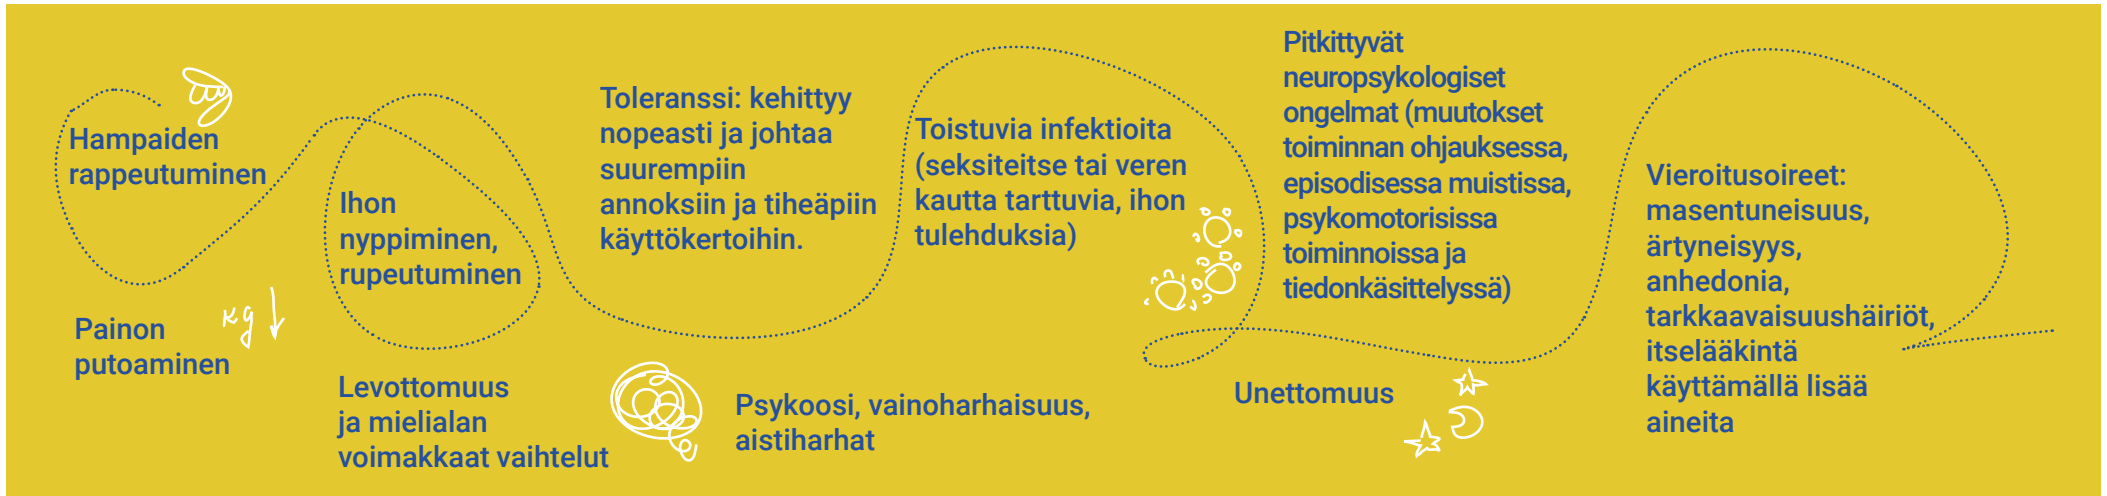 Hampaiden
rappeutuminen
Painon
putoaminen
кg
Ihon
nyppiminen,
rupeutuminen
Levottomuus
ja mielialan
voimakkaat vaihtelut
Toleranssi: kehittyy
nopeasti ja johtaa
suurempiin
annoksiin ja tiheäpiin
käyttökertoihin.
Psykoosi, vainoharhaisuus,
aistiharhat
Toistuvia infektioita
(seksiteitse tai veren
kautta tarttuvia, ihon
tulehduksia)
Pitkittyvät
neuropsykologiset
ongelmat (muutokset
toiminnan ohjauksessa,
episodisessa muistissa,
psykomotorisissa
toiminnoissa ja
tiedonkäsittelyssä)
Unettomuus
Vieroitusoireet:
masentuneisuus,
ärtyneisyys,
anhedonia,
tarkkaavaisuushäiriöt,
itselääkintä
käyttämällä lisää
aineita